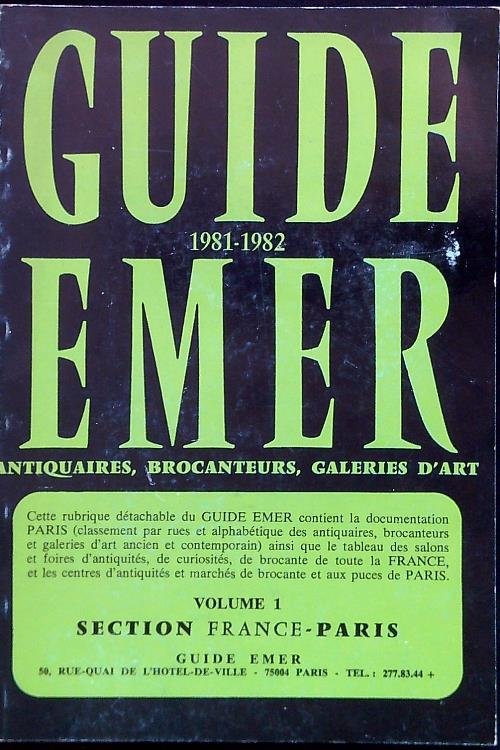 GUIDE
1981-1982
EMER
ANTIQUAIRES, BROCANTEURS, GALERIES D'ART
Cette rubrique détachable du GUIDE EMER contient la documentation
PARIS (classement par rues et alphabétique des antiquaires, brocanteurs
et galeries d'art ancien et contemporain) ainsi que le tableau des salons
et foires d'antiquités, de curiosités, de brocante de toute la FRANCE,
et les centres d'antiquités et marchés de brocante et aux puces de PARIS.
VOLUME 1
SECTION FRANCE-PARIS
GUIDE EMER
50, RUE-QUAI DE L'HOTEL-DE-VILLE - 75004 PARIS - TEL. : 277.83.44 +